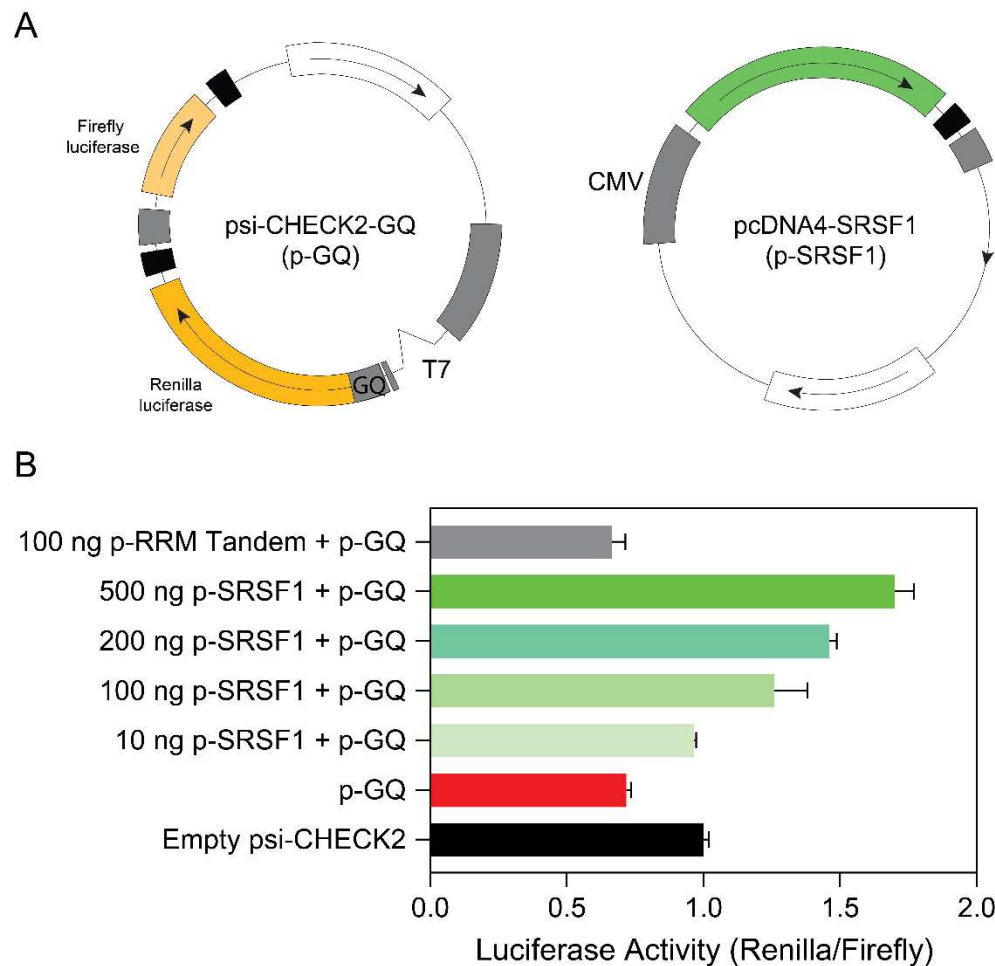 A
Firefly
luciferase
psi-CHECK2-GQ
(p-GQ)
T7
GQ
Renilla
luciferase
CMV
pcDNA4-SRSF1
(p-SRSF1)
B
100 ng p-RRM Tandem + p-GQ
500 ng p-SRSF1 + p-GQ
200 ng p-SRSF1 + p-GQ
100 ng p-SRSF1 + p-GQ
10 ng p-SRSF1 + p-GQ
p-GQ
Empty psi-CHECK2
0.0 0.5 1.0 1.5 2.0
Luciferase Activity (Renilla/Firefly)